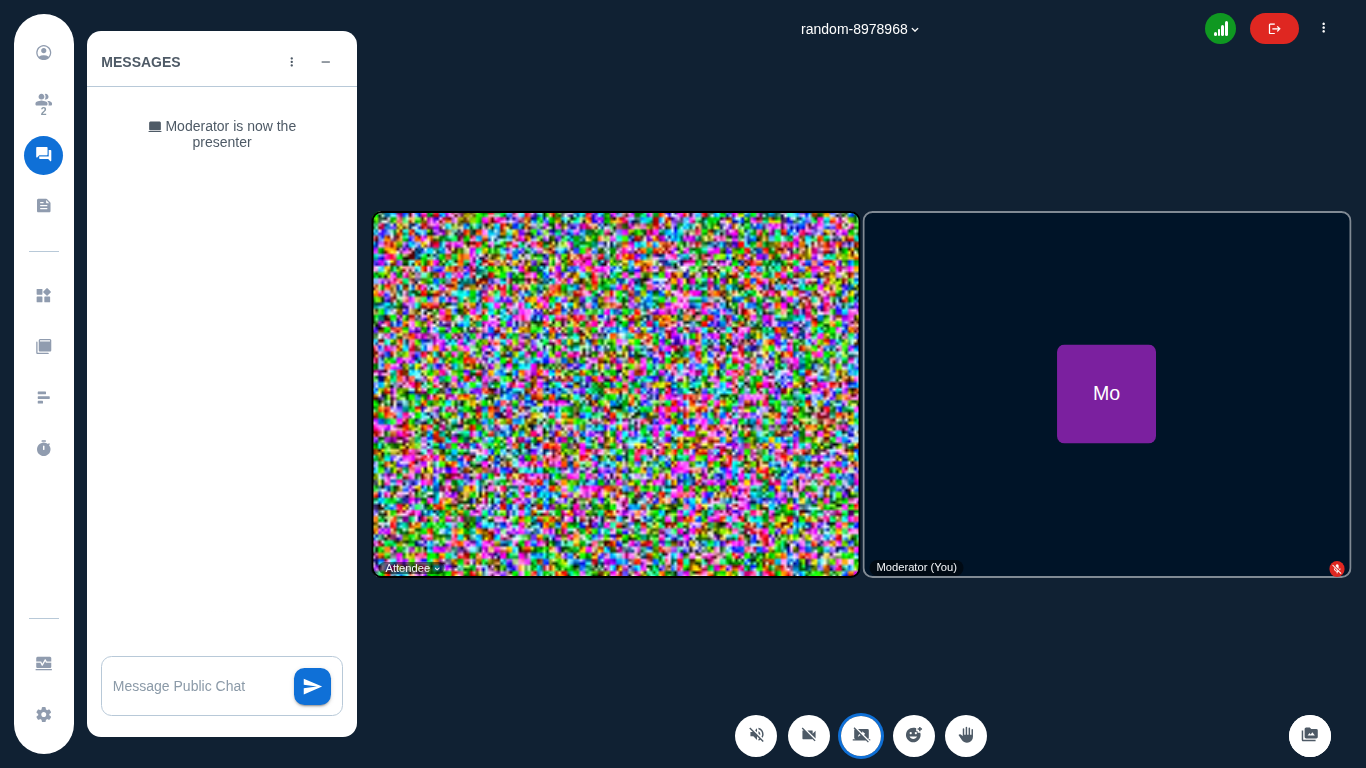 random-8978968
MESSAGES
2
Moderator is now the
presenter
Mo
Attendee
Moderator (You)
Message Public Chat